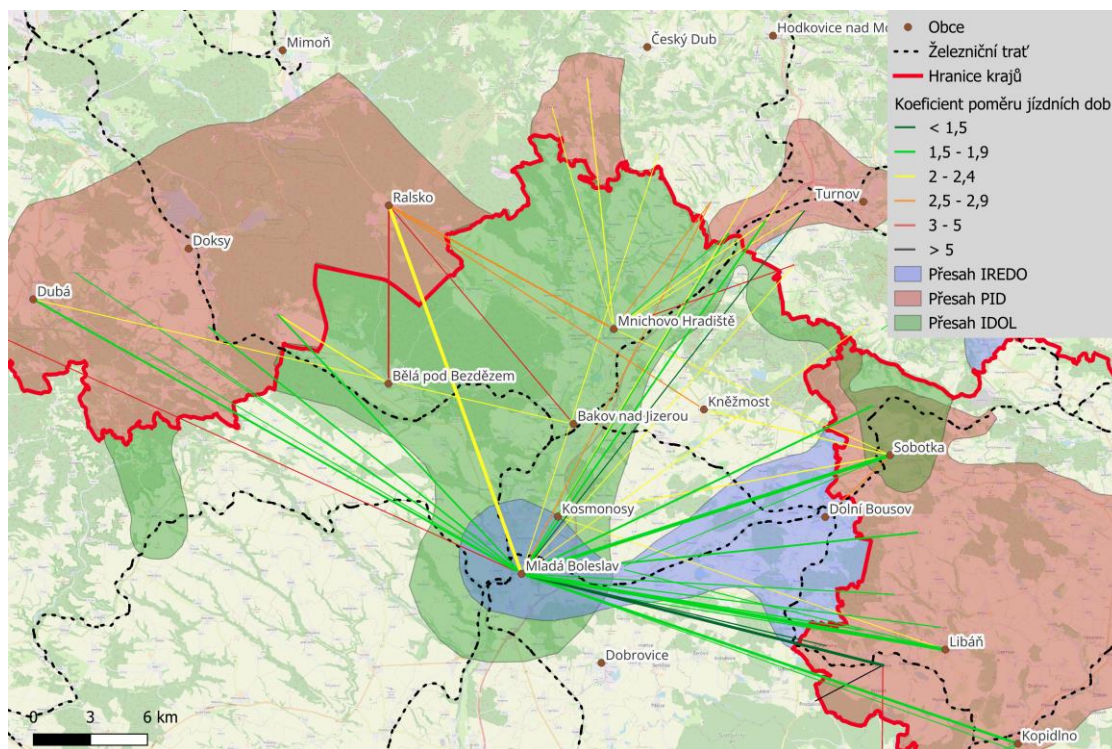 Mimoň
Český Dub
Hodkovice nad Mo
Obce
Železniční trať
Hranice krajů
Koeficient poměru jízdních dob
< 1,5
1,5 - 1,9
2 - 2,4
2,5 - 2,9
3 - 5
> 5
Přesah IREDO
Přesah PID
Přesah IDOL
Ralsko
Turnov
Doksy
Dubá
Mnichovo Hradiště
Bělá pod Bezdězem
Kněžmost
Bakov nad Jizerou
Sobotka
Kosmonosy
Dolní Bousov
Mladá Boleslav
Dobrovice
Libáň
Kopidlno
0 3 6 km